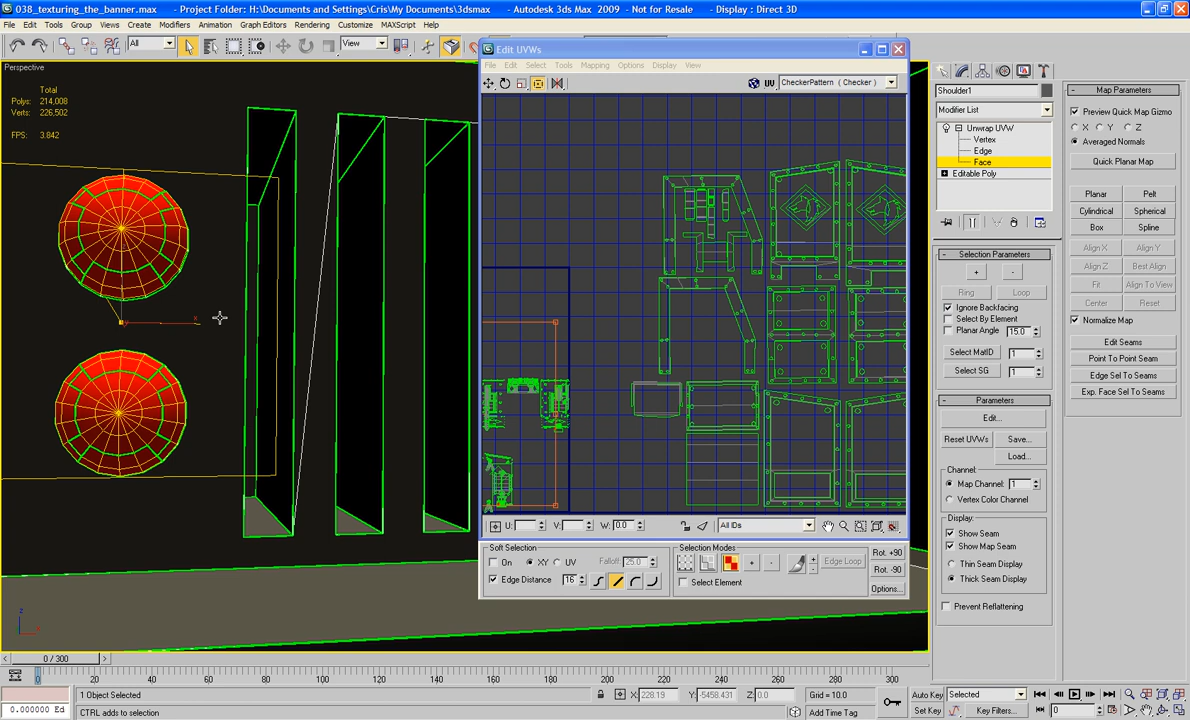 038_texturing_the_banner.max - Project Folder: H:\Documents and Settings\Cris\My Documents\3dsmax - Autodesk 3ds Max 2009 - Not for Resale - Display : Direct 3D
File Edit Tools Group Views Create Modifiers Animation Graph Editors Rendering Customize MAXScript Help
All View
Perspective
Total
Polys: 214,008
Verts: 226,502
FPS: 3.842
x
z
Edit UVWs
File Edit Select Tools Mapping Options Display View
UV CheckerPattern ( Checker )
U: V: W: 0.0 All IDs
Soft Selection
On XY UV Falloff: 25.0
Edge Distance 16
Selection Modes
Edge Loop
Select Element
Rot. +90
Rot. -90
Options...
Shoulder1
Modifier List
Unwrap UVW
Vertex
Edge
Face
Editable Poly
Selection Parameters
+ -
Ring Loop
Ignore Backfacing
Select By Element
Planar Angle 15.0
Select MatID 1
Select SG 1
Parameters
Edit...
Reset UVWs Save...
Load...
Channel:
Map Channel: 1
Vertex Color Channel
Display:
Show Seam
Show Map Seam
Thin Seam Display
Thick Seam Display
Prevent Reflattening
Map Parameters
Preview Quick Map Gizmo
X Y Z
Averaged Normals
Quick Planar Map
Planar Pelt
Cylindrical Spherical
Box Spline
Align X Align Y
Align Z Best Align
Fit Align To View
Center Reset
Normalize Map
Edit Seams
Point To Point Seam
Edge Sel To Seams
Exp. Face Sel To Seams
0 / 300
0 20 40 60 80 100 120 140 160 180 200 220 240 260 280 300
1 Object Selected X: 228.19 Y: -5458.431 Z: 0.0 Grid = 10.0 Auto Key Selected
0.000000 Ed CTRL adds to selection Add Time Tag Set Key Key Filters... 0